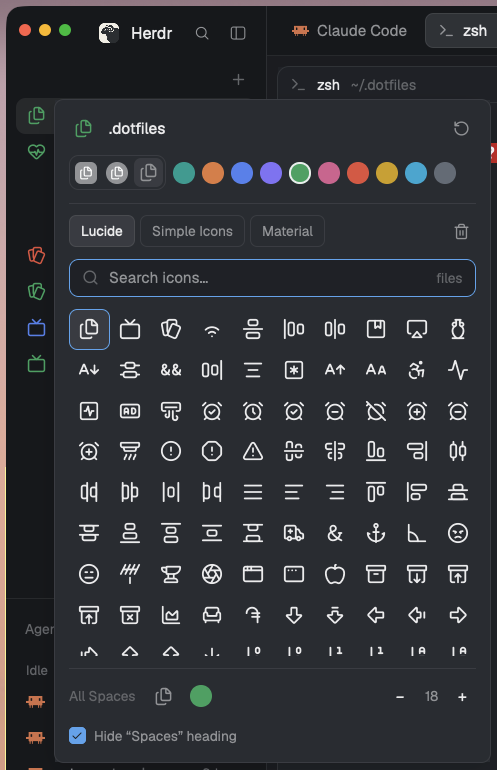 Herdr
Claude Code
zsh
zsh ~/.dotfiles
.dotfiles
Lucide
Simple Icons
Material
Search icons...
files
All Spaces
− 18 +
Hide “Spaces” heading
Agen
Idle